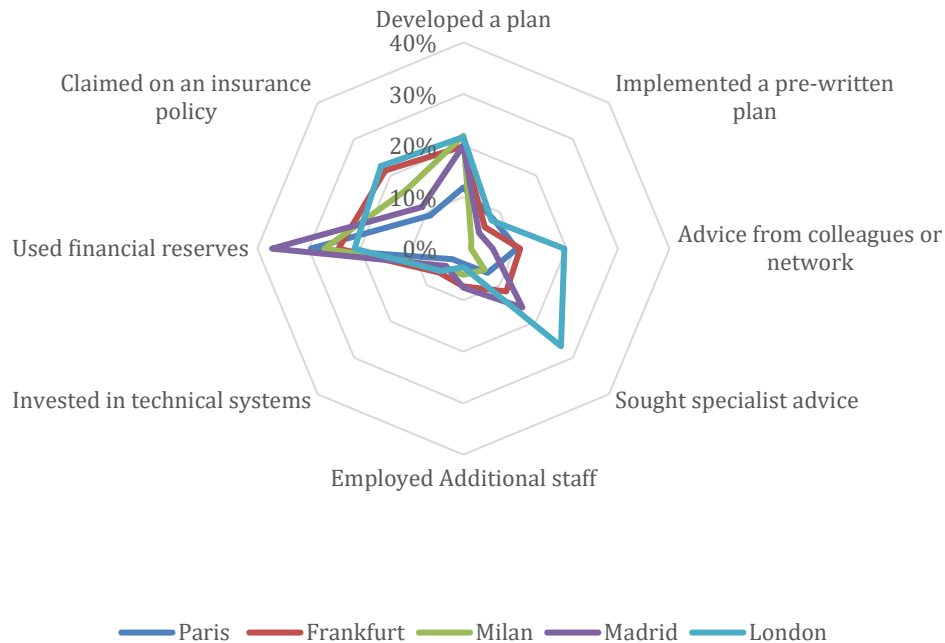 Developed a plan
40%
Claimed on an insurance
policy
Implemented a pre-written
plan
30%
20%
10%
Used financial reserves
0%
Advice from colleagues or
network
Invested in technical systems
Sought specialist advice
Employed Additional staff
Paris Frankfurt Milan Madrid London